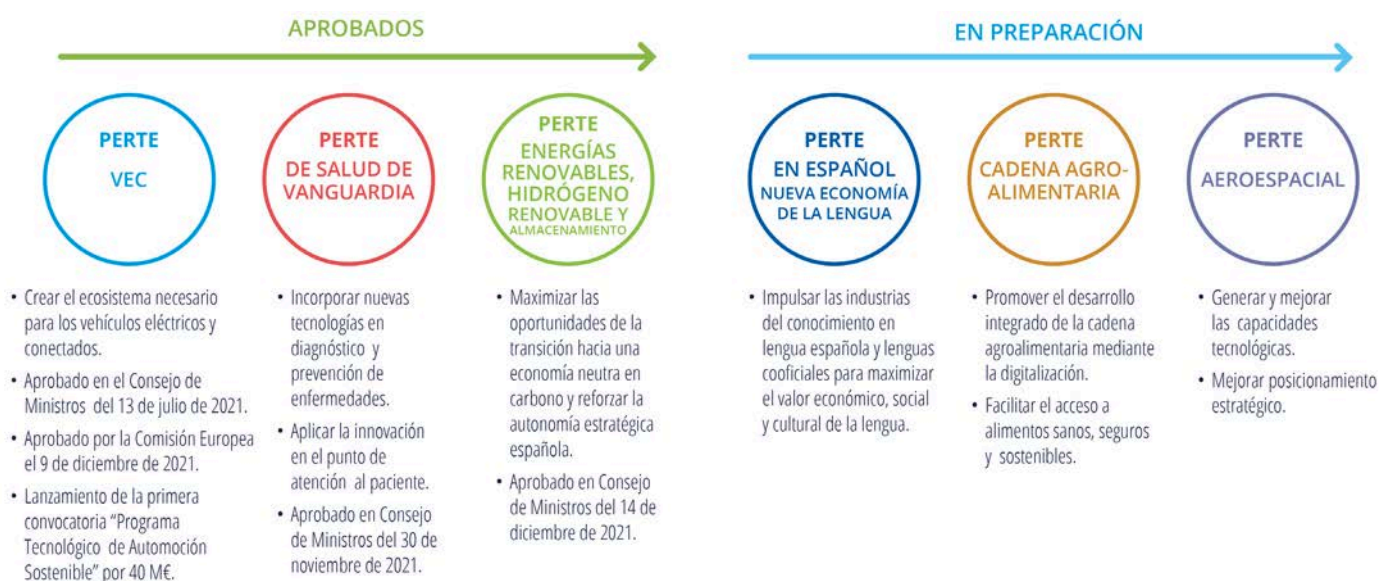 APROBADOS
PERTE
VEC
• Crear el ecosistema necesario
para los vehículos eléctricos y
conectados.
• Aprobado en el Consejo de
Ministros del 13 de julio de 2021.
• Aprobado por la Comisión Europea
el 9 de diciembre de 2021.
• Lanzamiento de la primera
convocatoria “Programa
Tecnológico de Automoción
Sostenible” por 40 M€.
PERTE
DE SALUD DE
VANGUARDIA
• Incorporar nuevas
tecnologías en
diagnóstico y
prevención de
enfermedades.
• Aplicar la innovación
en el punto de
atención al paciente.
• Aprobado en Consejo
de Ministros del 30 de
noviembre de 2021.
PERTE
ENERGÍAS
RENOVABLES,
HIDRÓGENO
RENOVABLE Y
ALMACENAMIENTO
• Maximizar las
oportunidades de la
transición hacia una
economía neutra en
carbono y reforzar la
autonomía estratégica
española.
• Aprobado en Consejo
de Ministros del 14 de
diciembre de 2021.
EN PREPARACIÓN
PERTE
EN ESPAÑOL
NUEVA ECONOMÍA
DE LA LENGUA
• Impulsar las industrias
del conocimiento en
lengua española y lenguas
cooficiales para maximizar
el valor económico, social
y cultural de la lengua.
PERTE
CADENA AGRO-
ALIMENTARIA
• Promover el desarrollo
integrado de la cadena
agroalimentaria mediante
la digitalización.
• Facilitar el acceso a
alimentos sanos, seguros
y sostenibles.
PERTE
AEROESPACIAL
• Generar y mejorar
las capacidades
tecnológicas.
• Mejorar posicionamiento
estratégico.